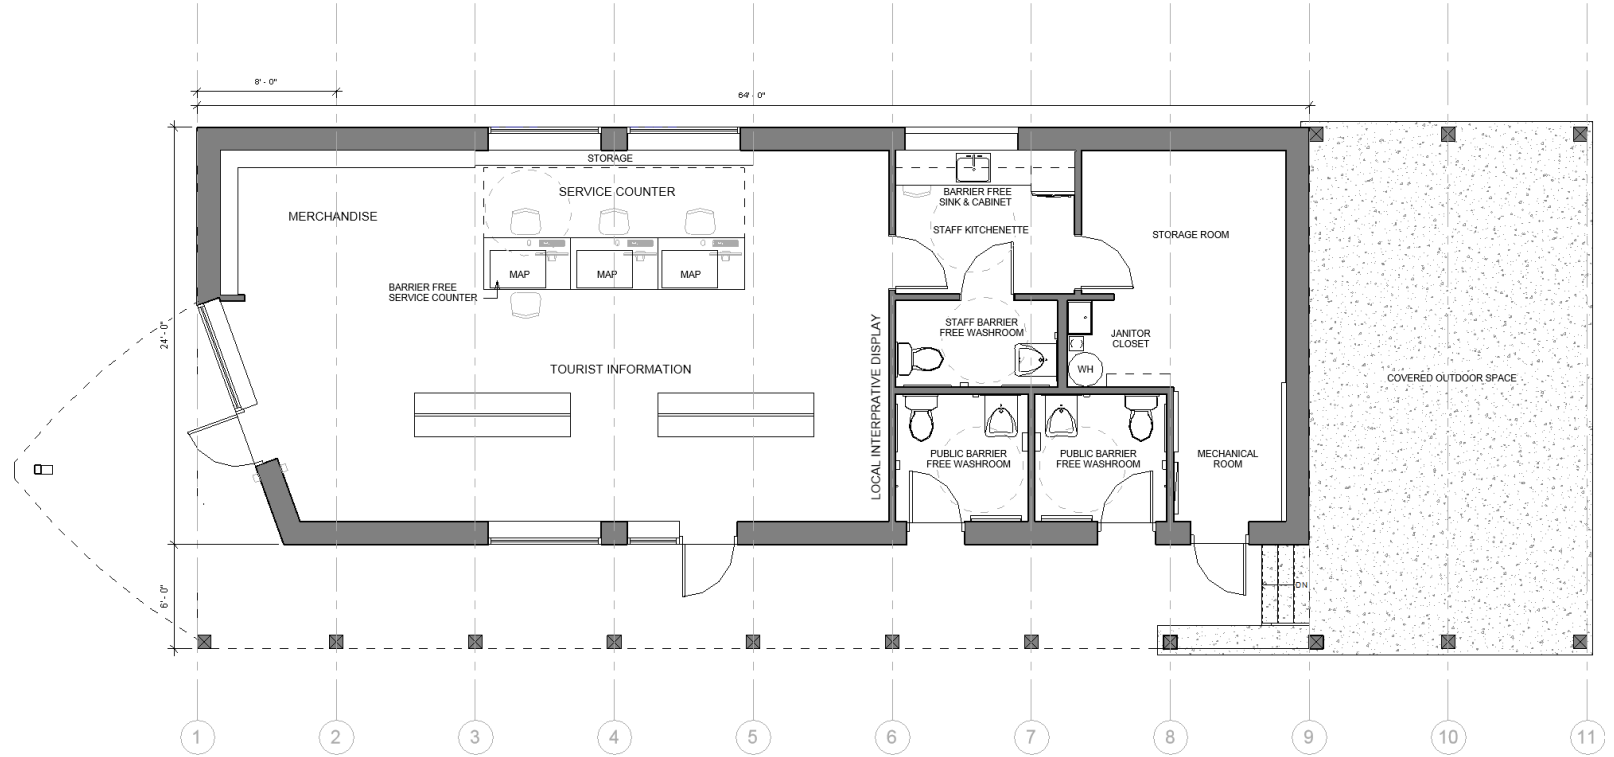 8' - 0"
64' - 0"
STORAGE
SERVICE COUNTER
MERCHANDISE
BARRIER FREE
SINK & CABINET
STAFF KITCHENETTE
STORAGE ROOM
MAP
MAP
MAP
BARRIER FREE
SERVICE COUNTER
24' - 0"
LOCAL INTERPRATIVE DISPLAY
STAFF BARRIER
FREE WASHROOM
JANITOR
CLOSET
WH
TOURIST INFORMATION
COVERED OUTDOOR SPACE
PUBLIC BARRIER
FREE WASHROOM
PUBLIC BARRIER
FREE WASHROOM
MECHANICAL
ROOM
6' - 0"
DN
1
2
3
4
5
6
7
8
9
10
11